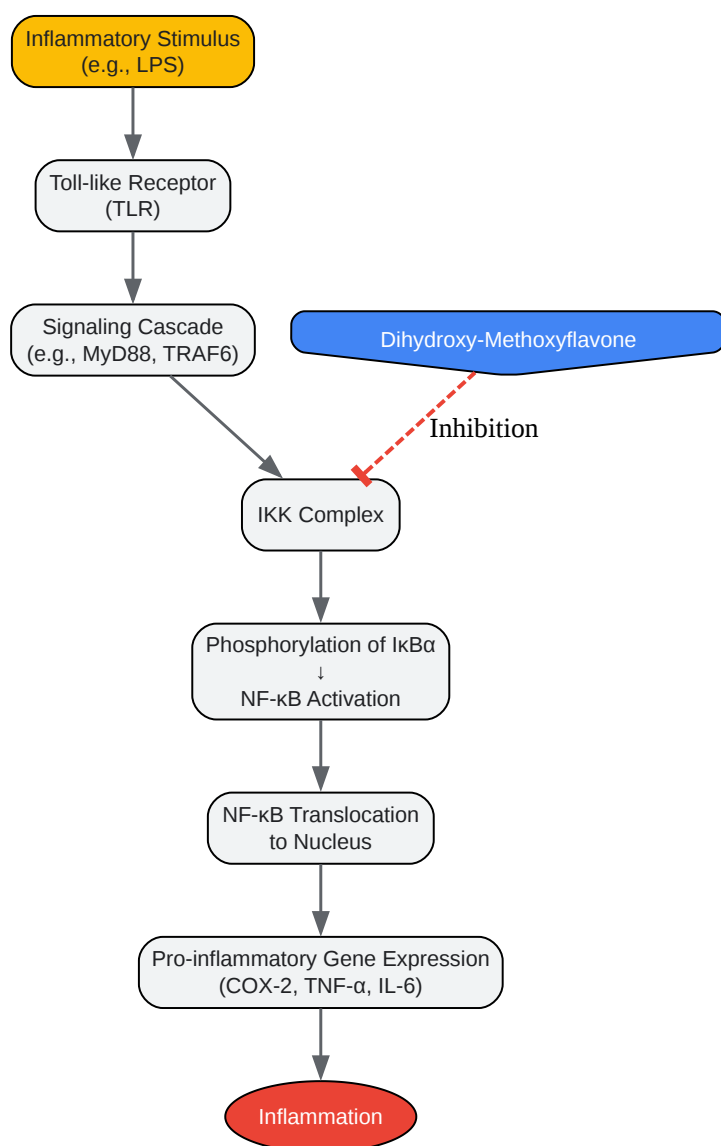 Inflammatory Stimulus
(e.g., LPS)
Toll-like Receptor
(TLR)
Signaling Cascade
(e.g., MyD88, TRAF6)
Dihydroxy-Methoxyflavone
Inhibition
IKK Complex
Phosphorylation of IκBα
↓
NF-κB Activation
NF-κB Translocation
to Nucleus
Pro-inflammatory Gene Expression
(COX-2, TNF-α, IL-6)
Inflammation